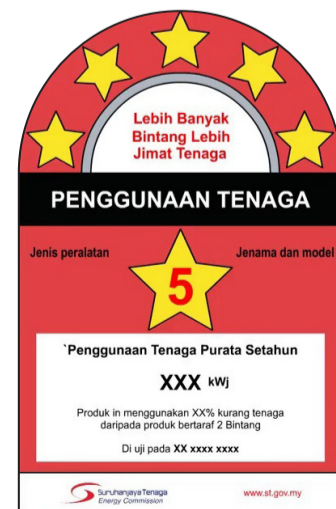 Lebih Banyak
Bintang Lebih
Jimat Tenaga
PENGGUNAAN TENAGA
Jenis peralatan
Jenama dan model
5
`Penggunaan Tenaga Purata Setahun
XXX kWj
Produk in menggunakan XX% kurang tenaga
daripada produk bertaraf 2 Bintang
Di uji pada XX xxxx xxxx
Suruhanjaya Tenaga
Energy Commission
www.st.gov.my